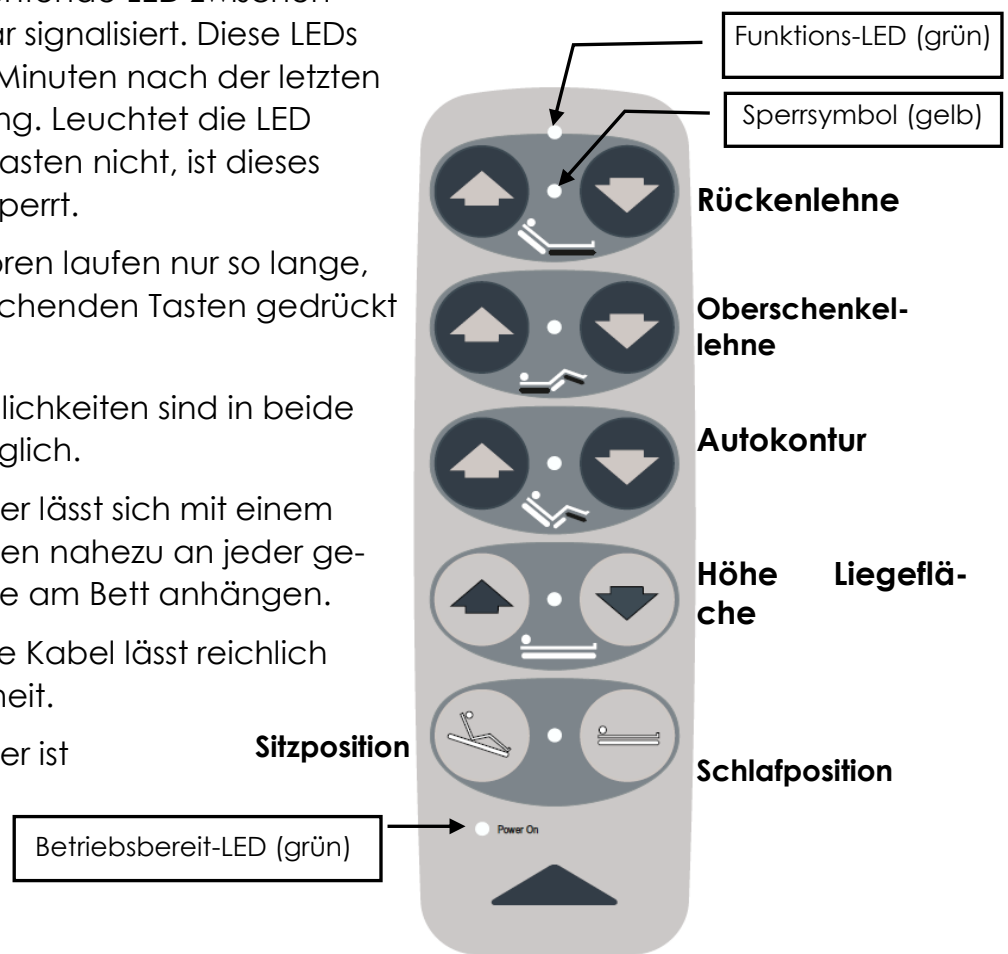 chtende LED zwischen
ar signalisiert. Diese LEDs
Minuten nach der letzten
ng. Leuchtet die LED
asten nicht, ist dieses
perrt.
oren laufen nur so lange,
chenden Tasten gedrückt
lichkeiten sind in beide
glich.
er lässt sich mit einem
en nahezu an jeder ge-
e am Bett anhängen.
e Kabel lässt reichlich
heit.
er ist
Funktions-LED (grün)
Sperrsymbol (gelb)
Rückenlehne
Oberschenkel-
lehne
Autokontur
Höhe Liegeflä-
che
Sitzposition
Schlafposition
Power On
Betriebsbereit-LED (grün)